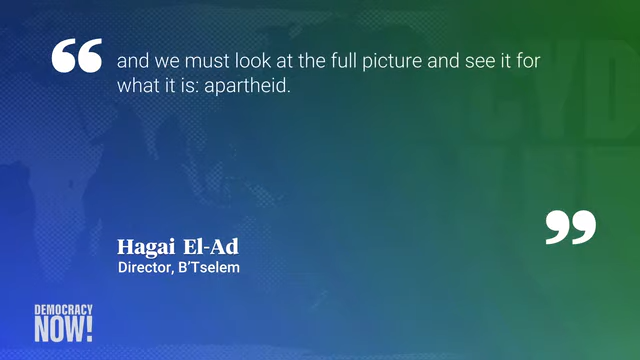 “
and we must look at the full picture and see it for
what it is: apartheid.
”
Hagai El-Ad
Director, B’Tselem
DEMOCRACY
NOW!